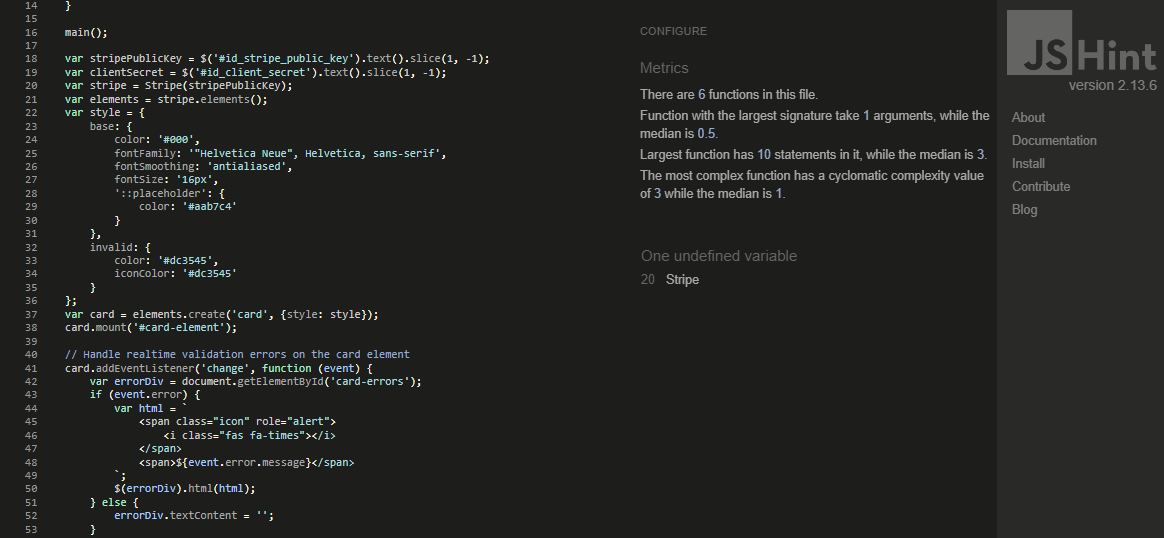 14 }
15
16 main();
17
18 var stripePublicKey = $('#id_stripe_public_key').text().slice(1, -1);
19 var clientSecret = $('#id_client_secret').text().slice(1, -1);
20 var stripe = Stripe(stripePublicKey);
21 var elements = stripe.elements();
22 var style = {
23 base: {
24 color: '#000',
25 fontFamily: '"Helvetica Neue", Helvetica, sans-serif',
26 fontSmoothing: 'antialiased',
27 fontSize: '16px',
28 '::placeholder': {
29 color: '#aab7c4'
30 }
31 },
32 invalid: {
33 color: '#dc3545',
34 iconColor: '#dc3545'
35 }
36 };
37 var card = elements.create('card', {style: style});
38 card.mount('#card-element');
39
40 // Handle realtime validation errors on the card element
41 card.addEventListener('change', function (event) {
42 var errorDiv = document.getElementById('card-errors');
43 if (event.error) {
44 var html = `
45 <span class="icon" role="alert">
46 <i class="fas fa-times"></i>
47 </span>
48 <span>${event.error.message}</span>
49 `;
50 $(errorDiv).html(html);
51 } else {
52 errorDiv.textContent = '';
53 }
CONFIGURE
Metrics
There are 6 functions in this file.
Function with the largest signature take 1 arguments, while the
median is 0.5.
Largest function has 10 statements in it, while the median is 3.
The most complex function has a cyclomatic complexity value
of 3 while the median is 1.
One undefined variable
20 Stripe
JSHint
version 2.13.6
About
Documentation
Install
Contribute
Blog